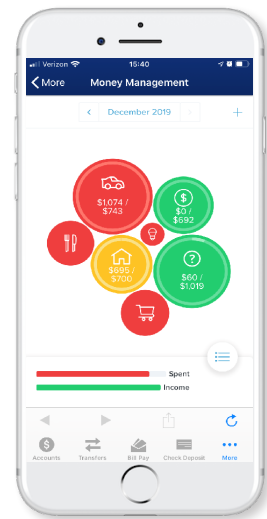 Verizon 15:40
More Money Management
December 2019
$1,074 /
$743
$0 /
$692
$695 /
$700
$60 /
$1,019
Spent
Income
Accounts Transfers Bill Pay Check Deposit More